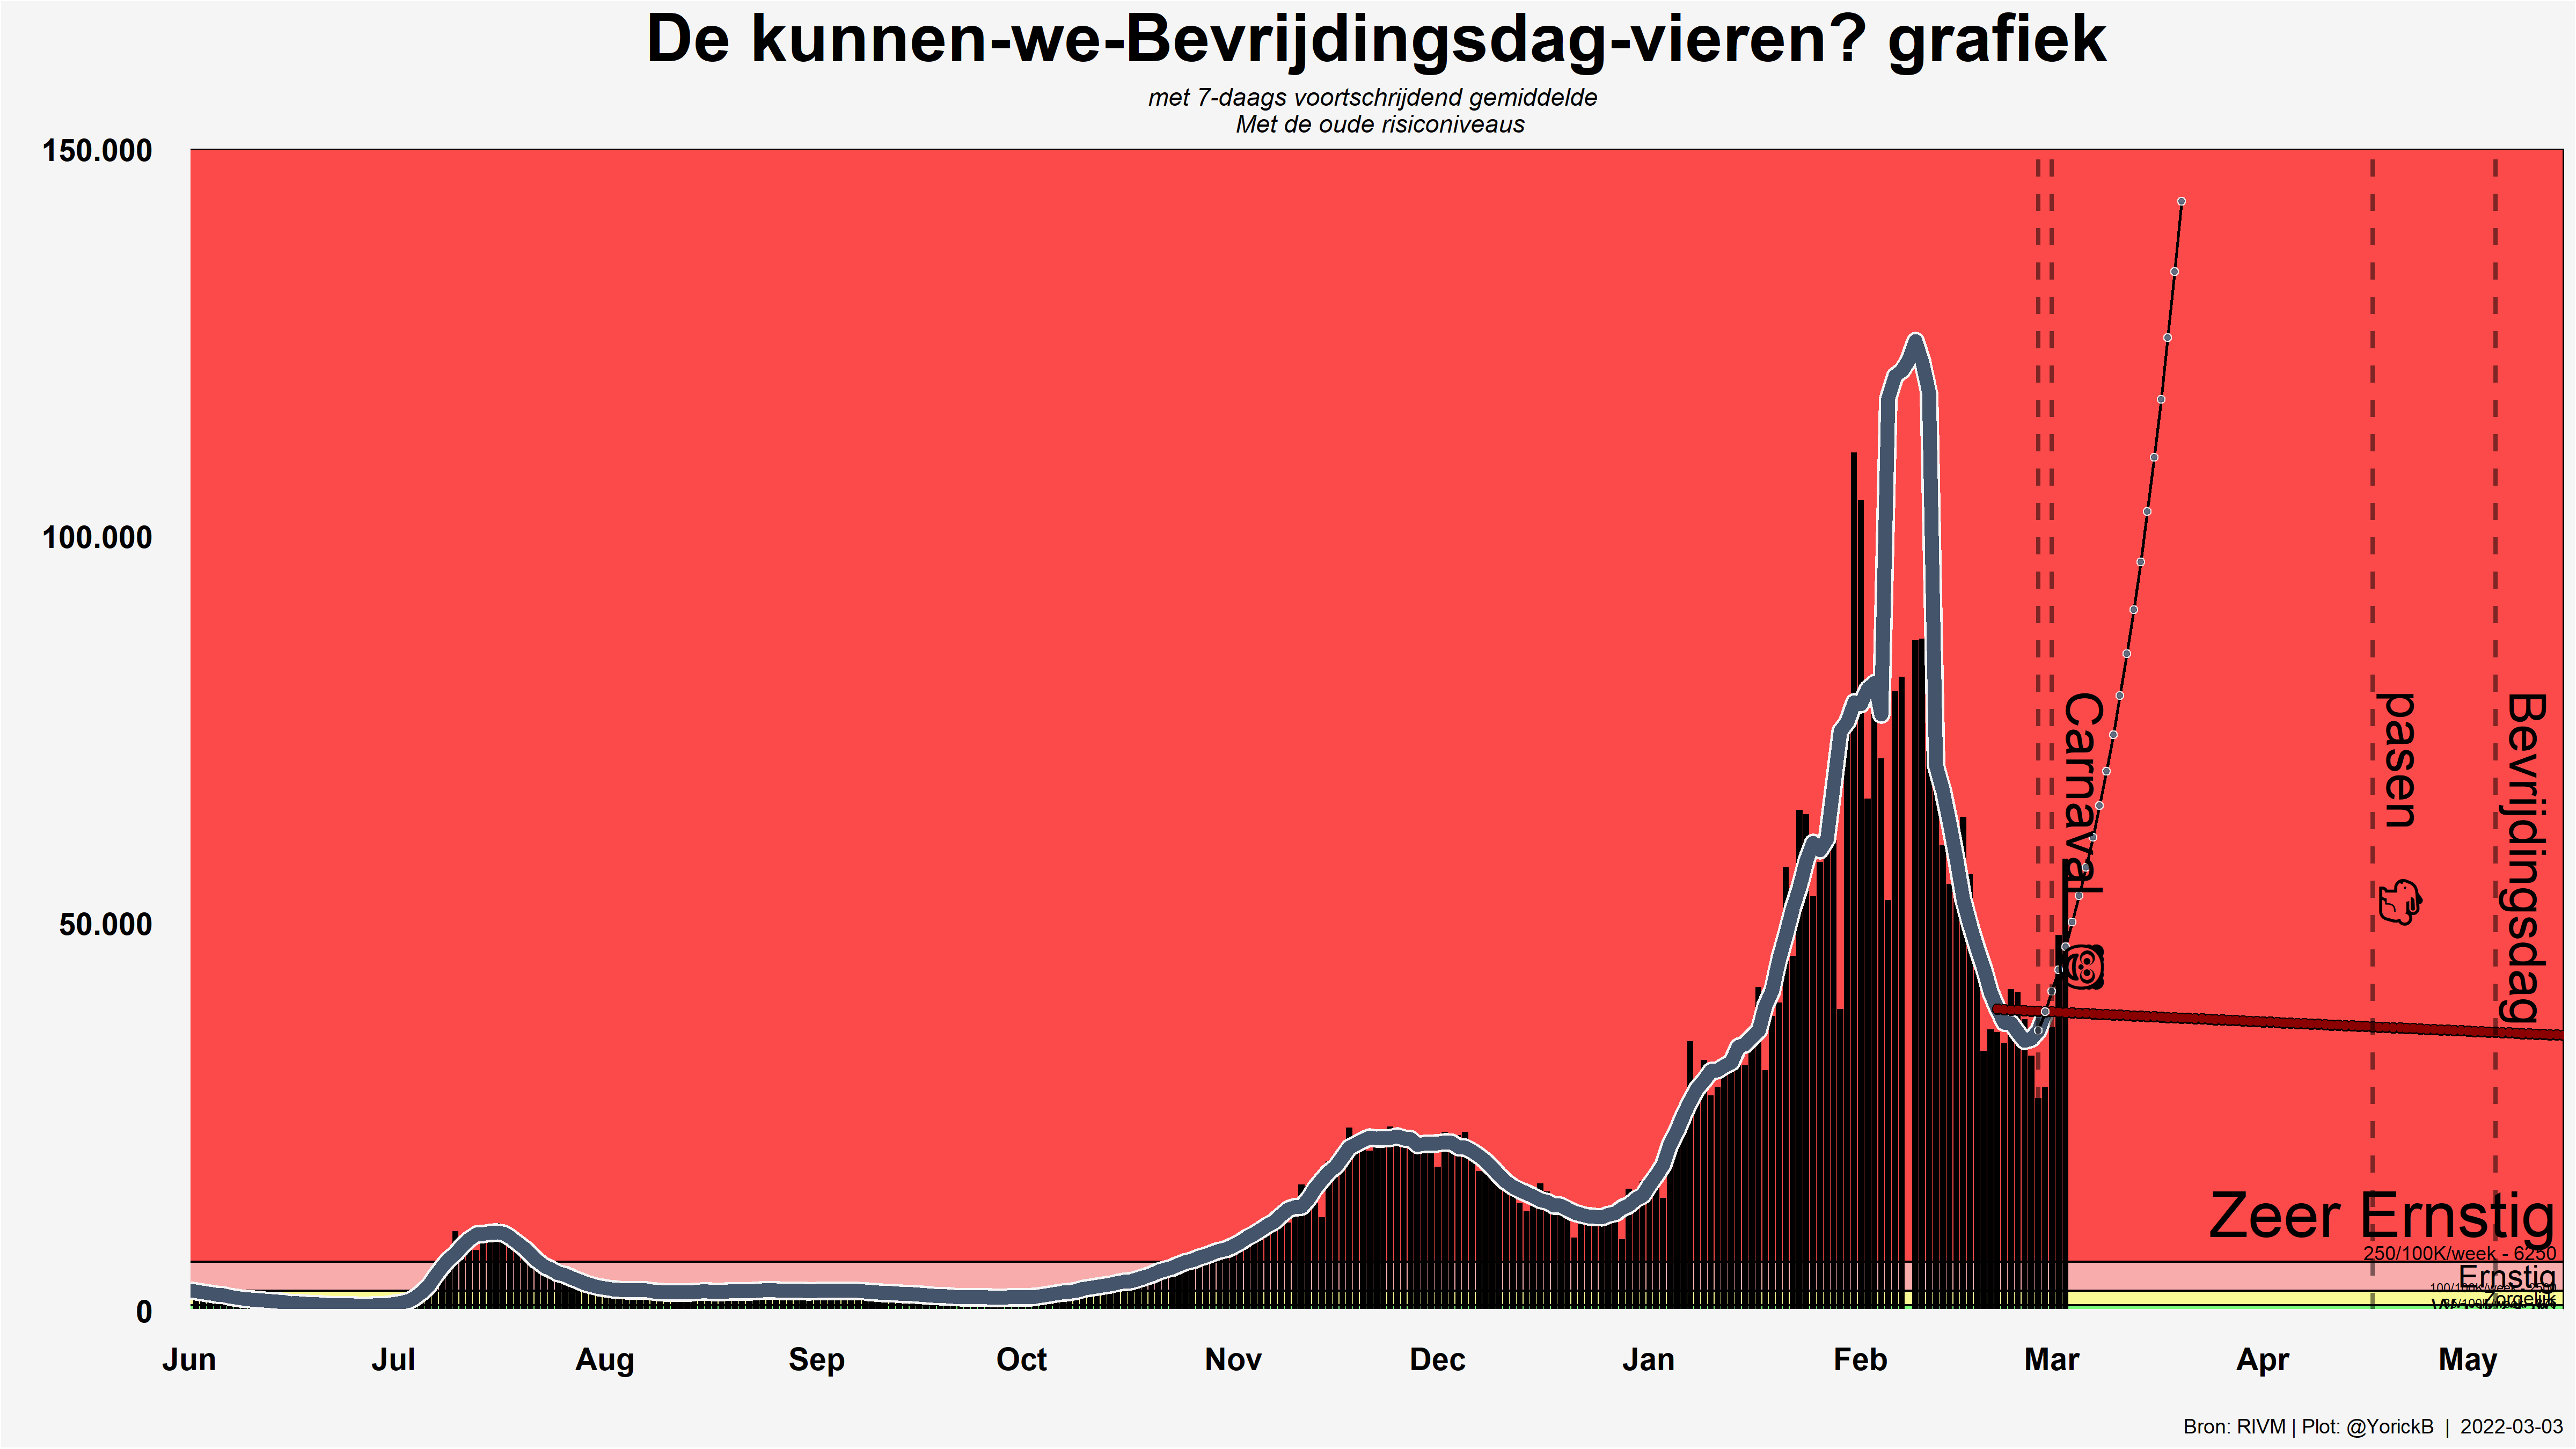 De kunnen-we-Bevrijdingsdag-vieren? grafiek
met 7-daags voortschrijdend gemiddelde
Met de oude risiconiveaus
150.000
100.000
50.000
0
Carnaval
pasen
Bevrijdingsdag
Zeer Ernstig
250/100K/week - 6250
Ernstig
Zorgelijk
Jun Jul Aug Sep Oct Nov Dec Jan Feb Mar Apr May
Bron: RIVM | Plot: @YorickB | 2022-03-03